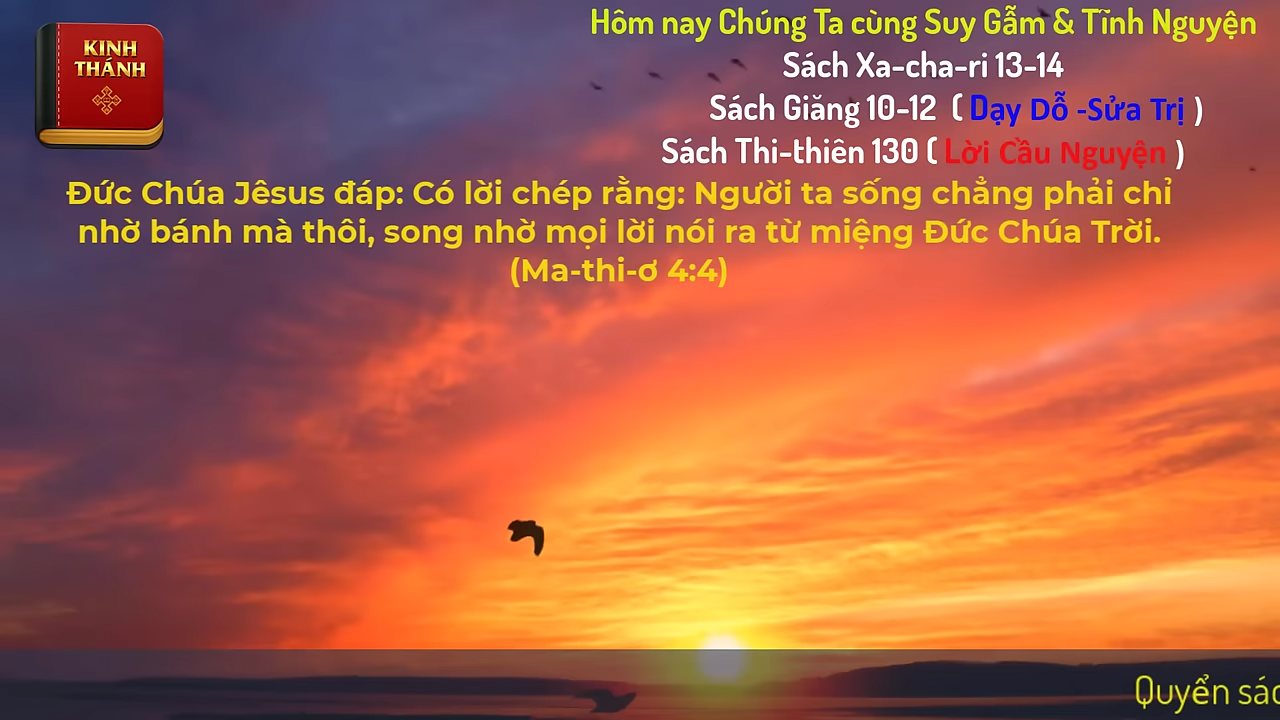 KINH
THÁNH
Hôm nay Chúng Ta cùng Suy Gẫm & Tĩnh Nguyện
Sách Xa-cha-ri 13-14
Sách Giăng 10-12 ( Dạy Dỗ -Sửa Trị )
Sách Thi-thiên 130 ( Lời Cầu Nguyện )
Đức Chúa Jêsus đáp: Có lời chép rằng: Người ta sống chẳng phải chỉ
nhờ bánh mà thôi, song nhờ mọi lời nói ra từ miệng Đức Chúa Trời.
(Ma-thi-ơ 4:4)
Quyển